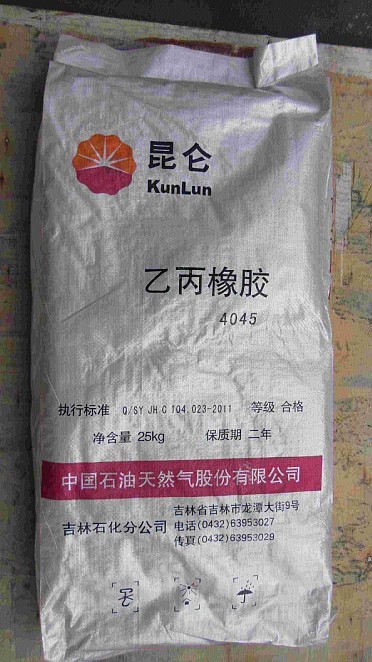 昆仑
KunLun
乙丙橡胶
4045
执行标准 Q/SY JH C 104.023-2011 等级 合格
净含量 25kg 保质期 二年
中国石油天然气股份有限公司
吉林石化分公司
吉林省吉林市龙潭大街9号
电话(0432)63953027
传真(0432)63953029